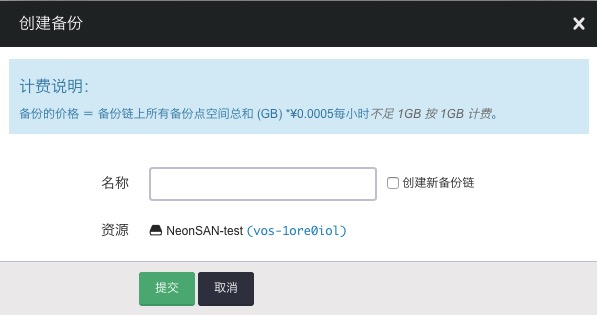 创建备份
计费说明：
备份的价格 ＝ 备份链上所有备份点空间总和 (GB) *¥0.0005每小时不足 1GB 按 1GB 计费。
名称 创建新备份链
资源 NeonSAN-test (vos-1ore0iol)
提交 取消